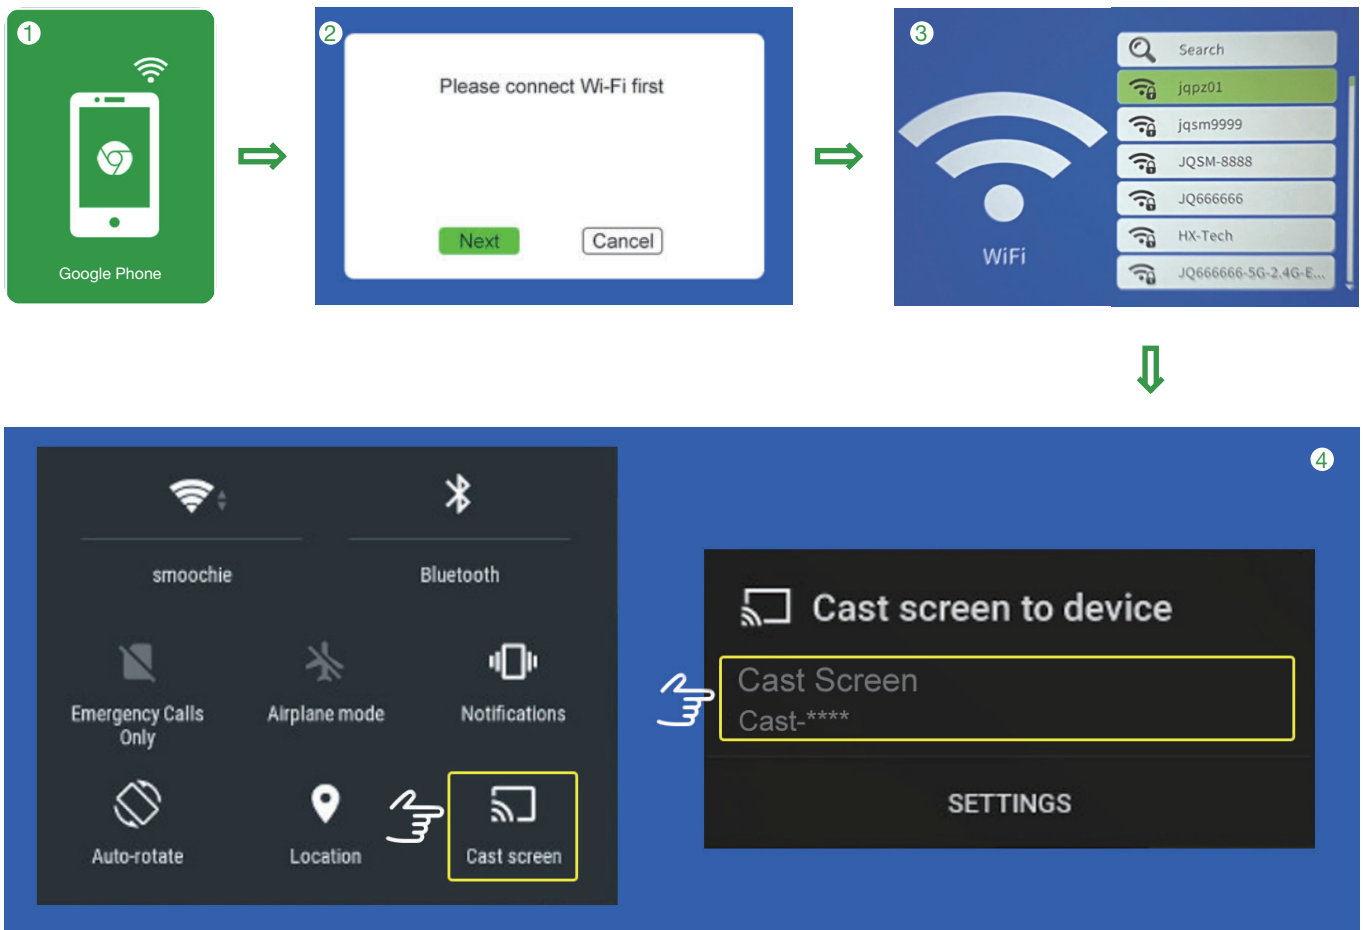 1
Google Phone
2
Please connect Wi-Fi first
Next
Cancel
3
WiFi
Search
jqpz01
jqsm9999
JQSM-8888
JQ666666
HX-Tech
JQ666666-5G-2.4G-E...
4
smoochie
Bluetooth
Emergency Calls
Only
Airplane mode
Notifications
Auto-rotate
Location
Cast screen
Cast screen to device
Cast Screen
Cast-****
SETTINGS